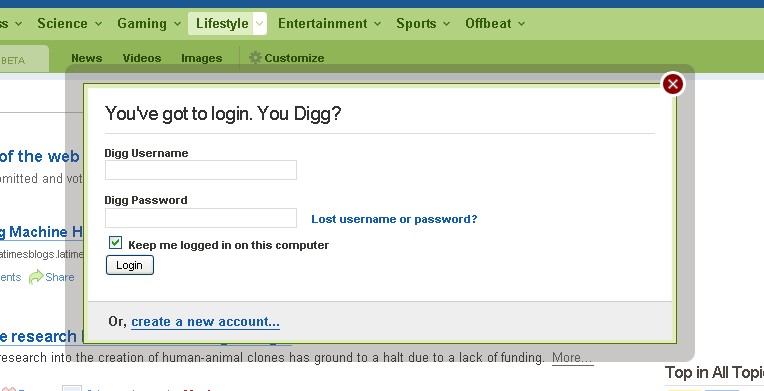 Science Gaming Lifestyle Entertainment Sports Offbeat
BETA News Videos Images Customize
You've got to login. You Digg?
Digg Username
of the web
omitted and vot
Digg Password
Lost username or password?
g Machine H
Keep me logged in on this computer
atimesblogs.latime
Login
ents Share
Or, create a new account...
e research
research into the creation of human-animal clones has ground to a halt due to a lack of funding. More...
Top in All Topi